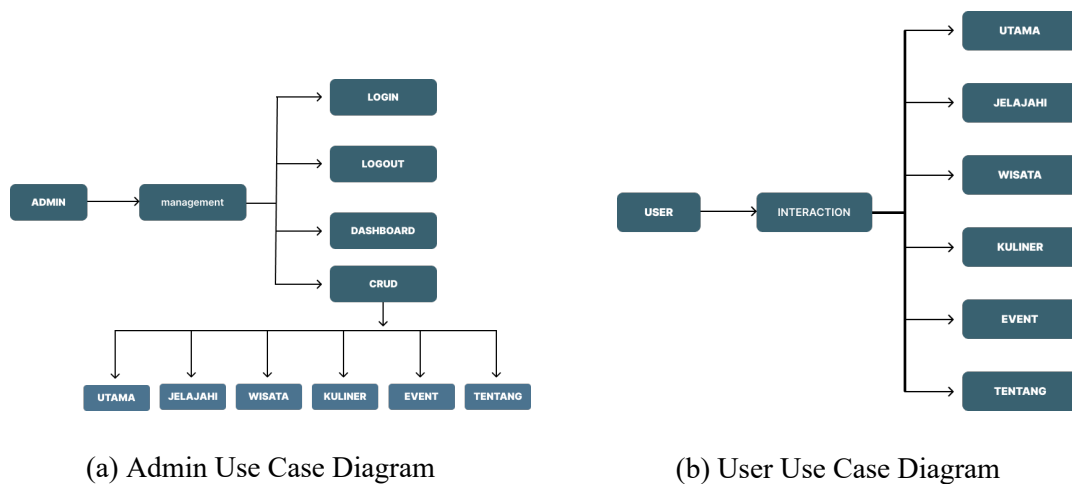 LOGIN
LOGOUT
ADMIN
management
DASHBOARD
CRUD
UTAMA
JELAJAHI
WISATA
KULINER
EVENT
TENTANG
(a) Admin Use Case Diagram
UTAMA
JELAJAHI
WISATA
USER
INTERACTION
KULINER
EVENT
TENTANG
(b) User Use Case Diagram